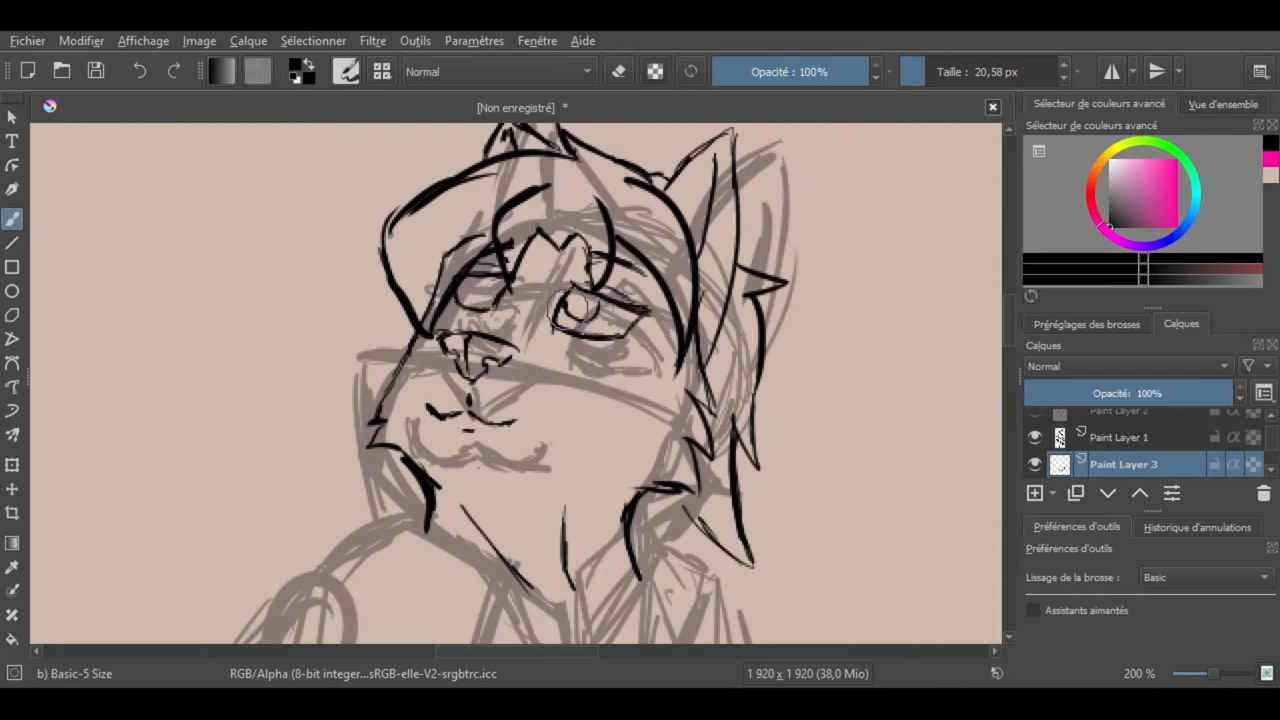 Fichier Modifier Affichage Image Calque Sélectionner Filtre Outils Paramètres Fenêtre Aide
Normal Opacité : 100% Taille : 20,58 px
[Non enregistré] *
Sélecteur de couleurs avancé Vue d'ensemble
Sélecteur de couleurs avancé
Préréglages des brosses Calques
Calques
Normal
Opacité: 100%
Paint Layer 2
Paint Layer 1
Paint Layer 3
Préférences d'outils Historique d'annulations
Préférences d'outils
Lissage de la brosse : Basic
Assistants aimantés
b) Basic-5 Size RGB/Alpha (8-bit integer...sRGB-elle-V2-srgbtrc.icc 1 920 x 1 920 (38,0 Mio) 200 %